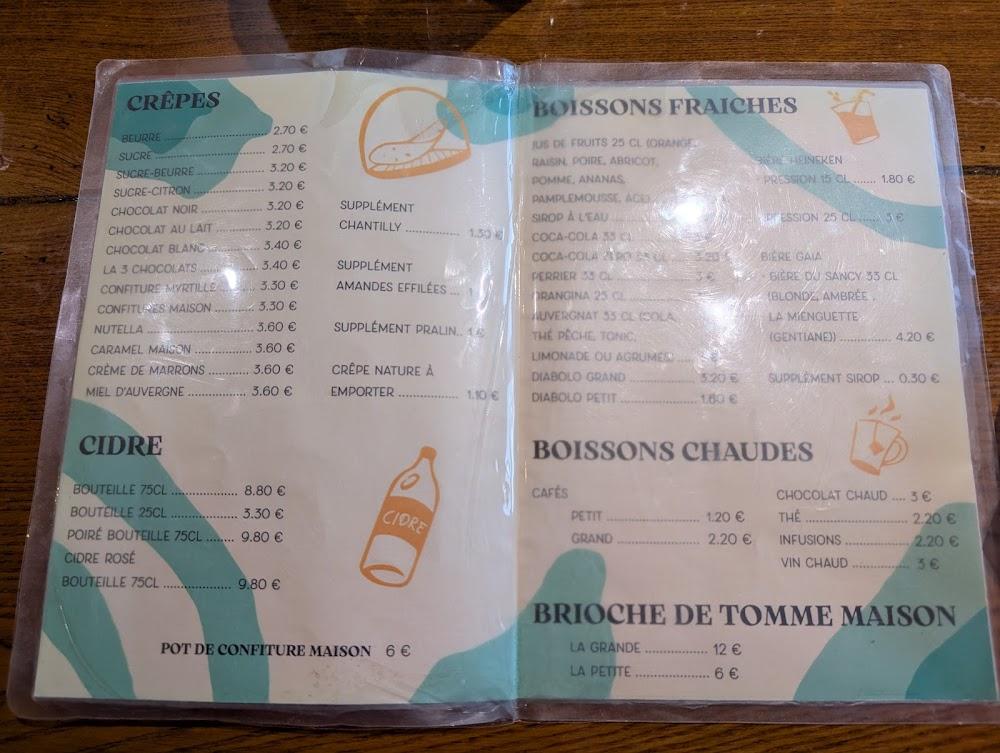 CRÊPES
BEURRE ........................... 2.70 €
SUCRE ........................... 2.70 €
SUCRE-BEURRE .................. 3.20 €
SUCRE-CITRON .................. 3.20 €
CHOCOLAT NOIR ............... 3.20 €
CHOCOLAT AU LAIT ............ 3.20 €
CHOCOLAT BLANC ............ 3.40 €
LA 3 CHOCOLATS ............... 3.40 €
CONFITURE MYRTILLE ......... 3.30 €
CONFITURES MAISON ......... 3.30 €
NUTELLA ........................... 3.60 €
CARAMEL MAISON ............... 3.60 €
CRÈME DE MARRONS ............ 3.60 €
MIEL D'AUVERGNE ............... 3.60 €
SUPPLÉMENT
CHANTILLY ............... 1.30 €
SUPPLÉMENT
AMANDES EFFILÉES ...
SUPPLÉMENT PRALIN.. 1 €
CRÊPE NATURE À
EMPORTER ............... 1.10 €
CIDRE
BOUTEILLE 75CL ............... 8.80 €
BOUTEILLE 25CL ............... 3.30 €
POIRÉ BOUTEILLE 75CL ....... 9.80 €
CIDRE ROSÉ
BOUTEILLE 75CL ............... 9.80 €
CIDRE
POT DE CONFITURE MAISON 6 €
BOISSONS FRAICHES
JUS DE FRUITS 25 CL (ORANGE,
RAISIN, POIRE, ABRICOT,
POMME, ANANAS,
PAMPLEMOUSSE,
SIROP À L'EAU
COCA-COLA 33 CL
COCA-COLA ZÉRO 33 CL ..... 3.20 €
PERRIER 33 CL ............... 3 €
ORANGINA 25 CL
AUVERGNAT 33 CL (COLA,
THÉ PÊCHE, TONIC,
LIMONADE OU AGRUMES) ....
DIABOLO GRAND ............... 3.20 €
DIABOLO PETIT ............... 1.60 €
BIÈRE HEINEKEN
- PRESSION 15 CL ...... 1.80 €
- PRESSION 25 CL ..... 3 €
BIÈRE GAIA
- BIÈRE DU SANCY 33 CL
(BLONDE, AMBRÉE,
LA MIENGUETTE
(GENTIANE)) ............ 4.20 €
SUPPLÉMENT SIROP ... 0.30 €
BOISSONS CHAUDES
CAFÉS
PETIT ..................... 1.20 €
GRAND ..................... 2.20 €
CHOCOLAT CHAUD .... 3 €
THÉ ........................ 2.20 €
INFUSIONS ............... 2.20 €
VIN CHAUD ............... 3 €
BRIOCHE DE TOMME MAISON
LA GRANDE ............... 12 €
LA PETITE ............... 6 €